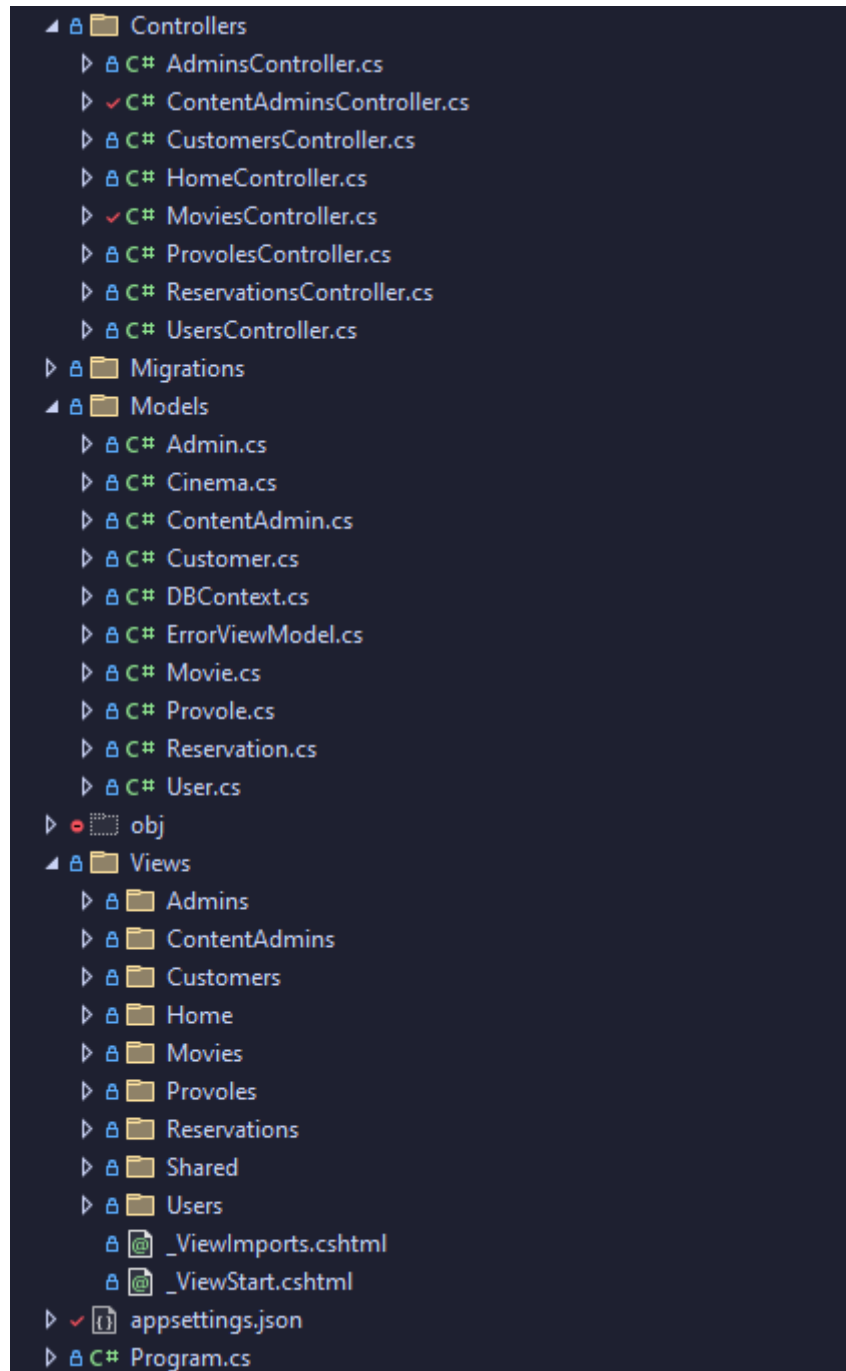 Controllers
C# AdminsController.cs
C# ContentAdminsController.cs
C# CustomersController.cs
C# HomeController.cs
C# MoviesController.cs
C# ProvolesController.cs
C# ReservationsController.cs
C# UsersController.cs
Migrations
Models
C# Admin.cs
C# Cinema.cs
C# ContentAdmin.cs
C# Customer.cs
C# DBContext.cs
C# ErrorViewModel.cs
C# Movie.cs
C# Provole.cs
C# Reservation.cs
C# User.cs
obj
Views
Admins
ContentAdmins
Customers
Home
Movies
Provoles
Reservations
Shared
Users
@ _ViewImports.cshtml
@ _ViewStart.cshtml
{} appsettings.json
C# Program.cs